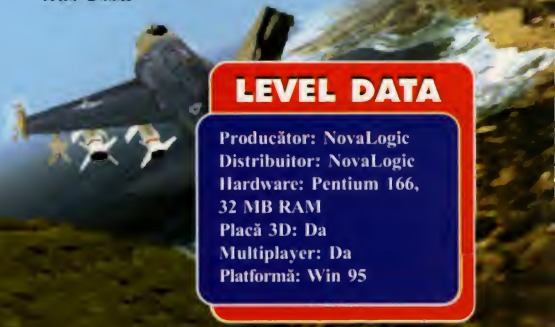 LEVEL DATA
Producător: NovaLogic
Distribuitor: NovaLogic
Hardware: Pentium 166,
32 MB RAM
Placă 3D: Da
Multiplayer: Da
Platformă: Win 95